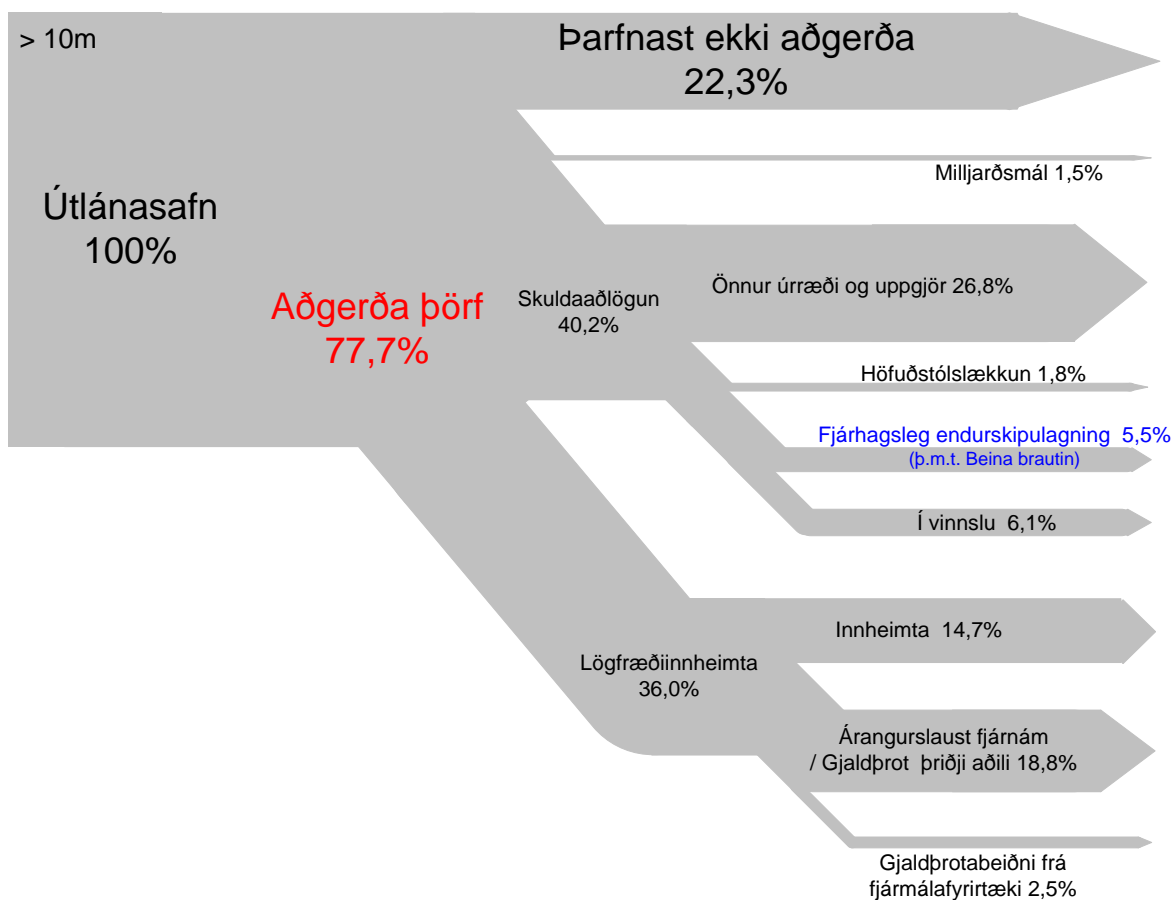 > 10m
Þarfnast ekki aðgerða
22,3%
Milljarðsmál 1,5%
Útlánasafn
100%
Aðgerða þörf
77,7%
Skuldaaðlögun
40,2%
Önnur úrræði og uppgjör 26,8%
Höfuðstólslækkun 1,8%
Fjárhagsleg endurskipulagning  5,5%
(þ.m.t. Beina brautin)
Í vinnslu  6,1%
Lögfræðiinnheimta
36,0%
Innheimta  14,7%
Árangurslaust fjárnám
/ Gjaldþrot  þriðji aðili 18,8%
Gjaldþrotabeiðni frá
fjármálafyrirtæki 2,5%